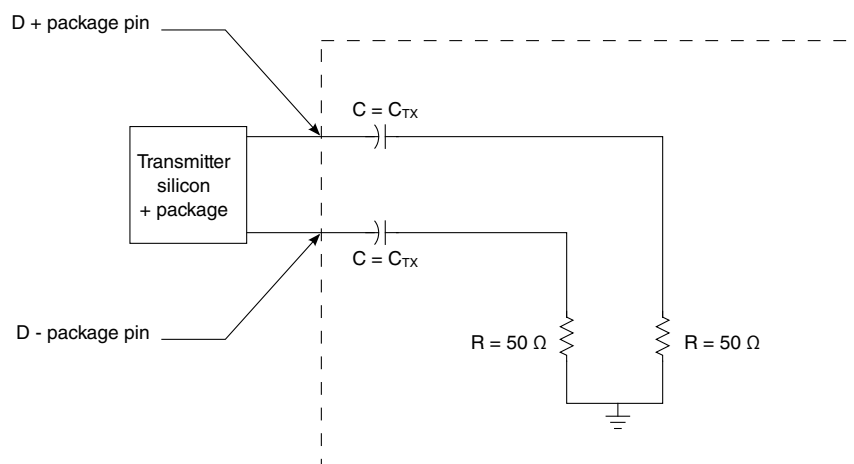 D + package pin
C = CTX
Transmitter
silicon
+ package
C = CTX
D - package pin
R = 50 Ω
R = 50 Ω